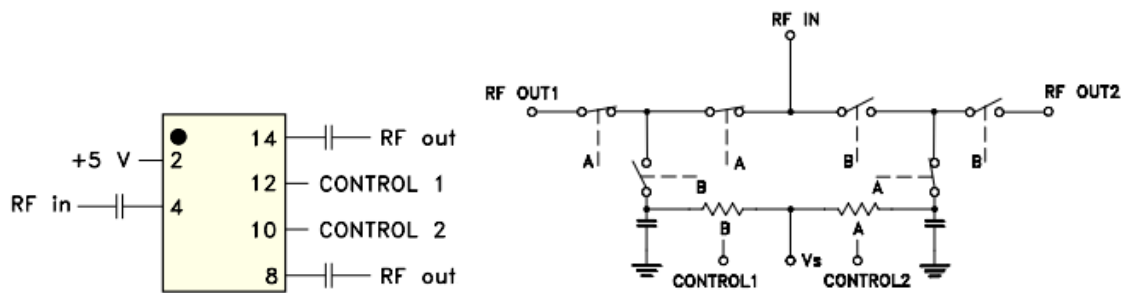 +5 V
RF in
2
4
14
12
10
8
RF out
CONTROL 1
CONTROL 2
RF out
RF IN
RF OUT1
RF OUT2
A
A
B
B
B
A
B
A
CONTROL1
Vs
CONTROL2